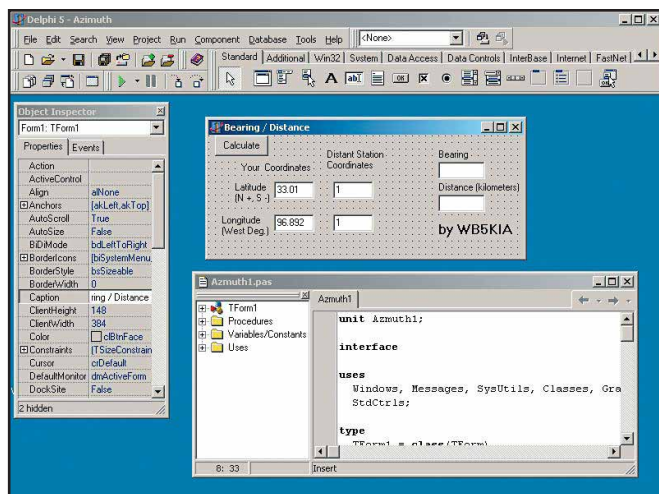 Delphi 5 - Azimuth
File Edit Search View Project Run Component Database Tools Help <None>
Standard Additional Win32 System Data Access Data Controls InterBase Internet FastNet
Object Inspector
Form1: TForm1
Properties Events
Action
ActiveControl
Align alNone
Anchors [akLeft,akTop]
AutoScroll True
AutoSize False
BiDiMode bdLeftToRight
BorderIcons [biSystemMenu,
BorderStyle bsSizeable
BorderWidth 0
Caption ring / Distance
ClientHeight 148
ClientWidth 384
Color clBtnFace
Constraints (TSizeConstrain
Cursor crDefault
DefaultMonitor dmActiveForm
DockSite False
2 hidden
Bearing / Distance
Calculate
Your Coordinates
Distant Station
Coordinates
Bearing
Latitude
(N +, S -)
33.01
1
Distance (kilometers)
Longitude
(West Deg.)
96.892
1
by WB5KIA
Azmuth1.pas
TForm1
Procedures
Variables/Constants
Uses
Azmuth1
unit Azmuth1;
interface
uses
Windows, Messages, SysUtils, Classes, Gra
StdCtrls;
type
TForm1 = class(TForm)
8: 33
Insert